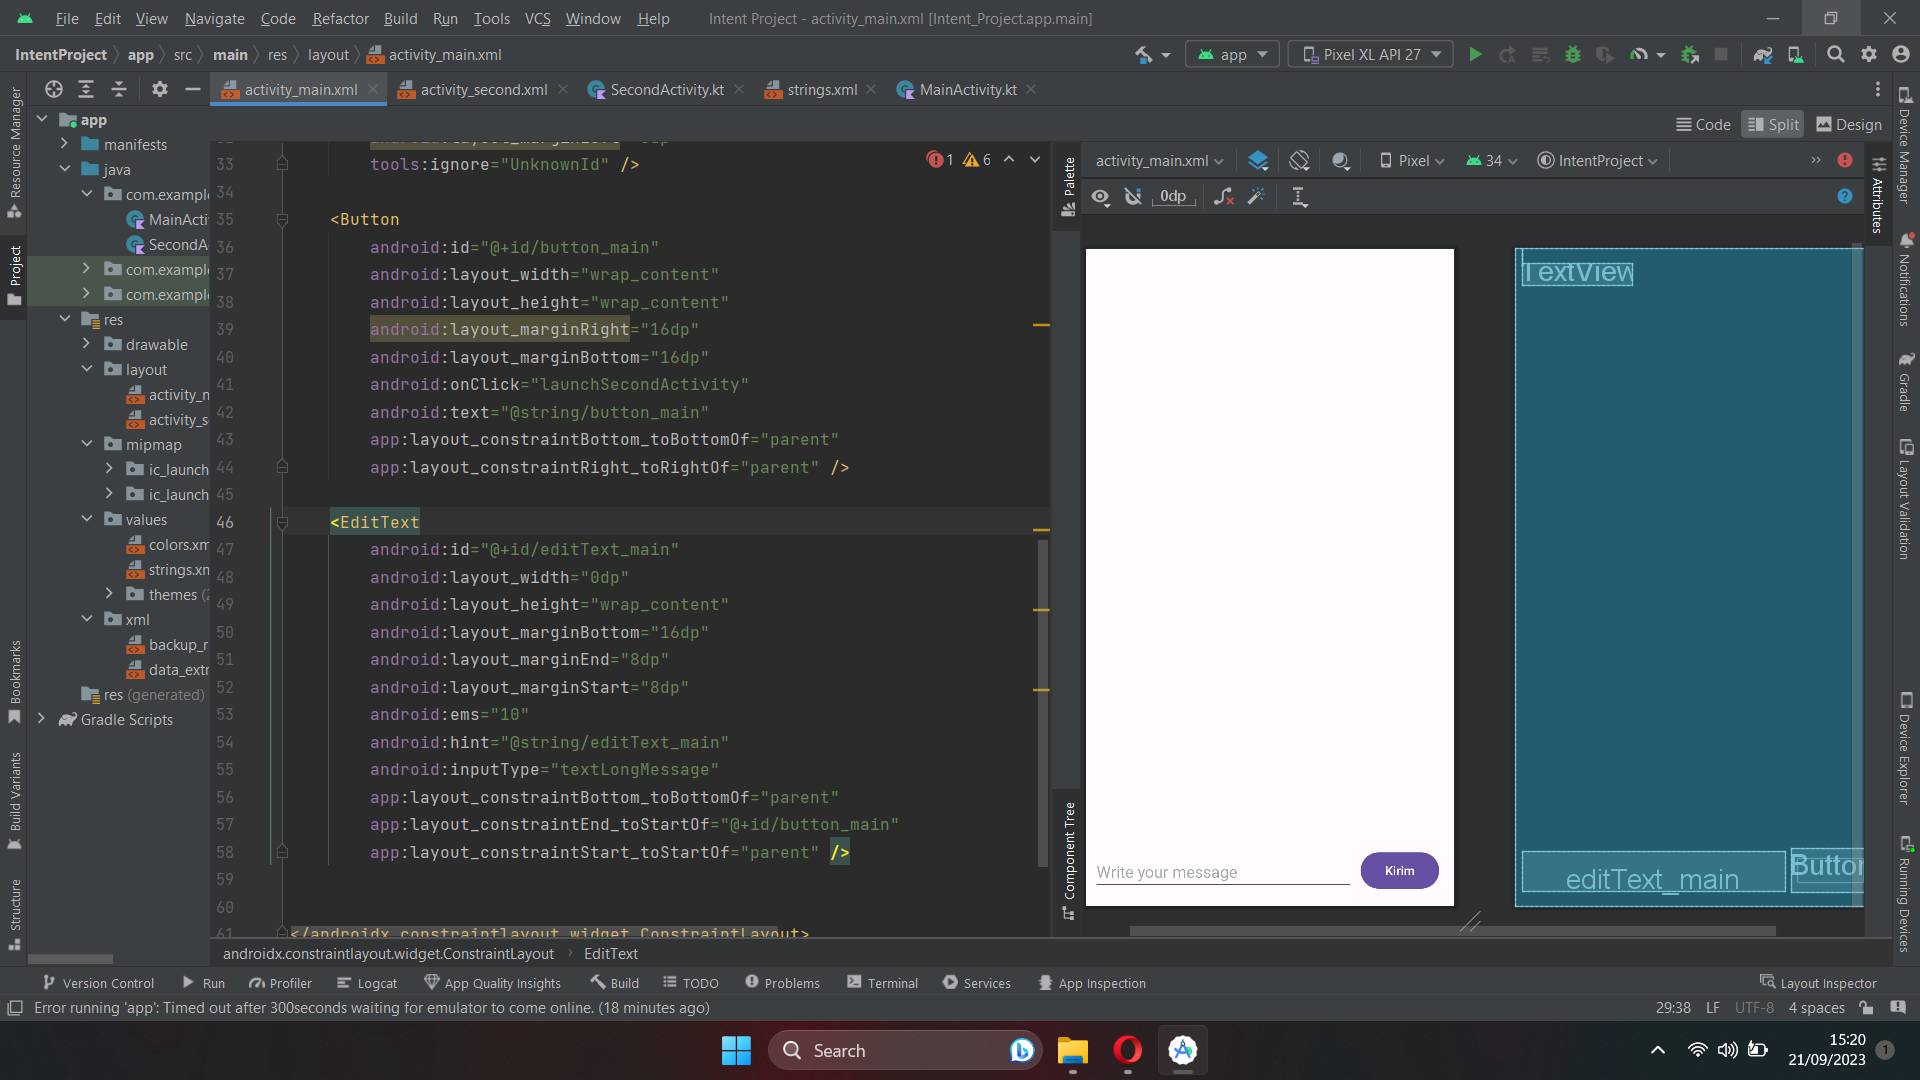 File Edit View Navigate Code Refactor Build Run Tools VCS Window Help Intent Project - activity_main.xml [Intent_Project.app.main]
IntentProject app src main res layout activity_main.xml app Pixel XL API 27
activity_main.xml activity_second.xml SecondActivity.kt strings.xml MainActivity.kt
Code Split Design
Resource Manager
Project
Bookmarks
Build Variants
Structure
app
manifests
java
com.example
MainActi
SecondA
com.exampl
com.exampl
res
drawable
layout
activity_m
activity_s
mipmap
ic_launch
ic_launch
values
colors.xm
strings.xm
themes (2
xml
backup_r
data_extr
res (generated)
Gradle Scripts
1 6
33 tools:ignore="UnknownId" />
34
35 <Button
36 android:id="@+id/button_main"
37 android:layout_width="wrap_content"
38 android:layout_height="wrap_content"
39 android:layout_marginRight="16dp"
40 android:layout_marginBottom="16dp"
41 android:onClick="launchSecondActivity"
42 android:text="@string/button_main"
43 app:layout_constraintBottom_toBottomOf="parent"
44 app:layout_constraintRight_toRightOf="parent" />
45
46 <EditText
47 android:id="@+id/editText_main"
48 android:layout_width="0dp"
49 android:layout_height="wrap_content"
50 android:layout_marginBottom="16dp"
51 android:layout_marginEnd="8dp"
52 android:layout_marginStart="8dp"
53 android:ems="10"
54 android:hint="@string/editText_main"
55 android:inputType="textLongMessage"
56 app:layout_constraintBottom_toBottomOf="parent"
57 app:layout_constraintEnd_toStartOf="@+id/button_main"
58 app:layout_constraintStart_toStartOf="parent" />
59
60
61 </androidx.constraintlayout.widget.ConstraintLayout>
androidx.constraintlayout.widget.ConstraintLayout EditText
Palette
Component Tree
activity_main.xml Pixel 34 IntentProject
0dp
Write your message Kirim
TextView
editText_main Button
Attributes
Device Manager
Notifications
Gradle
Layout Validation
Device Explorer
Running Devices
Version Control Run Profiler Logcat App Quality Insights Build TODO Problems Terminal Services App Inspection Layout Inspector
Error running 'app': Timed out after 300seconds waiting for emulator to come online. (18 minutes ago) 29:38 LF UTF-8 4 spaces
Search
15:20
21/09/2023
1